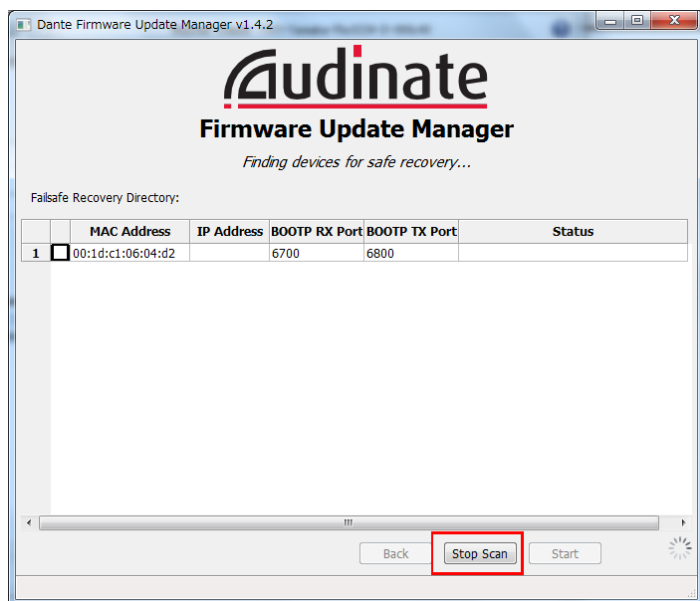 Dante Firmware Update Manager v1.4.2
Audinate
Firmware Update Manager
Finding devices for safe recovery...
Failsafe Recovery Directory:
MAC Address IP Address BOOTP RX Port BOOTP TX Port Status
1 00:1d:c1:06:04:d2 6700 6800
Back Stop Scan Start